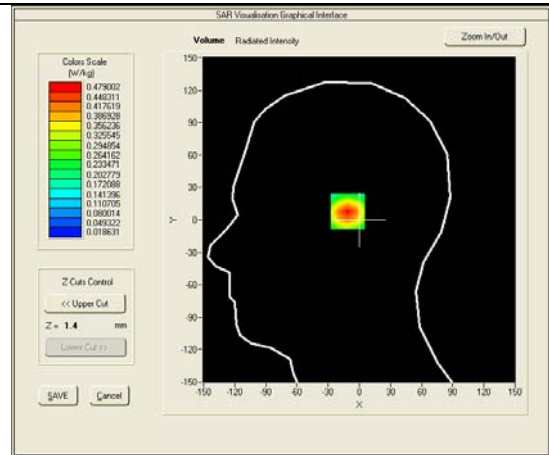 SAR Visualisation Graphical Interface
Volume Radiated Intensity
Zoom In/Out
Colors Scale
(W/kg)
0.479002
0.448311
0.417619
0.386928
0.356236
0.325545
0.294854
0.264162
0.233471
0.202779
0.172088
0.141396
0.110705
0.080014
0.049322
0.018631
Z Cuts Control
<< Upper Cut
Z = 1.4 mm
Lower Cut >>
SAVE Cancel
150
120
90
60
30
0
-30
-60
-90
-120
-150
Y
-150 -120 -90 -60 -30 0 30 60 90 120 150
X